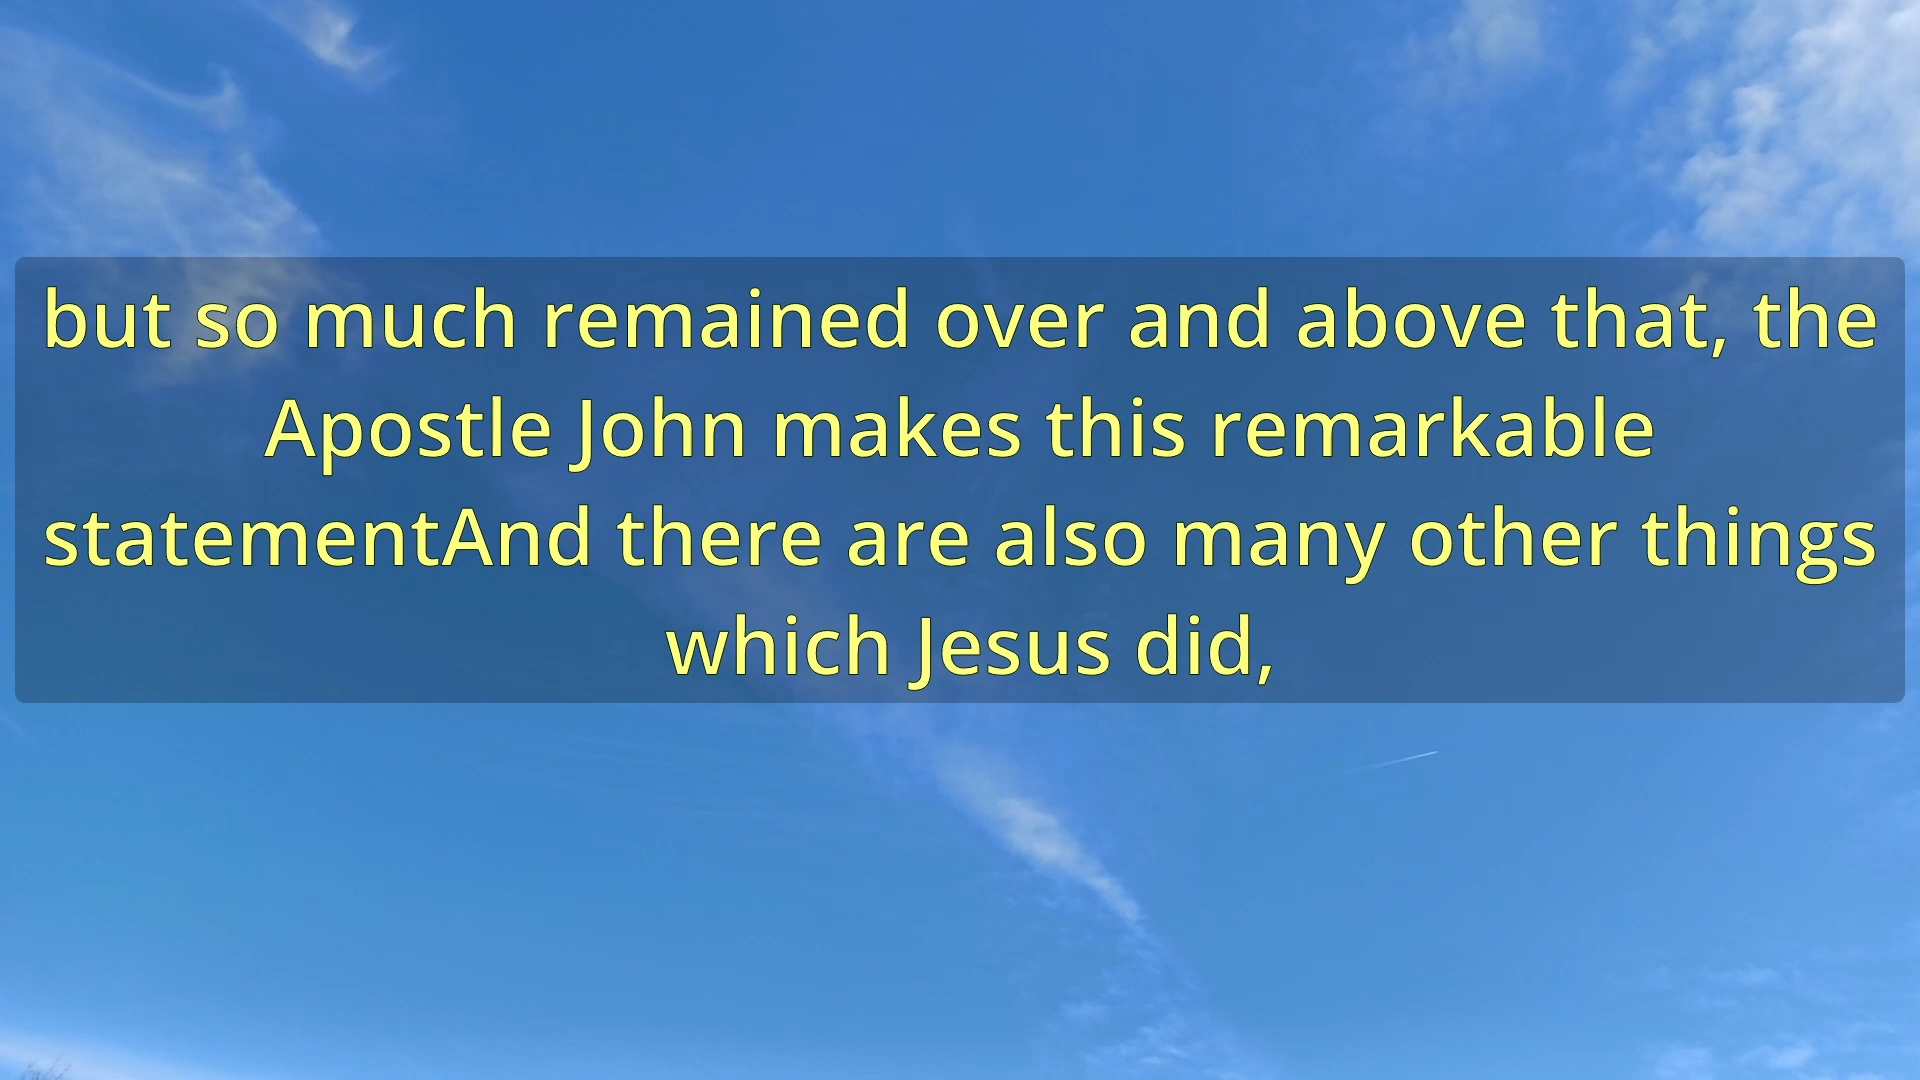 but so much remained over and above that, the
Apostle John makes this remarkable
statementAnd there are also many other things
which Jesus did,